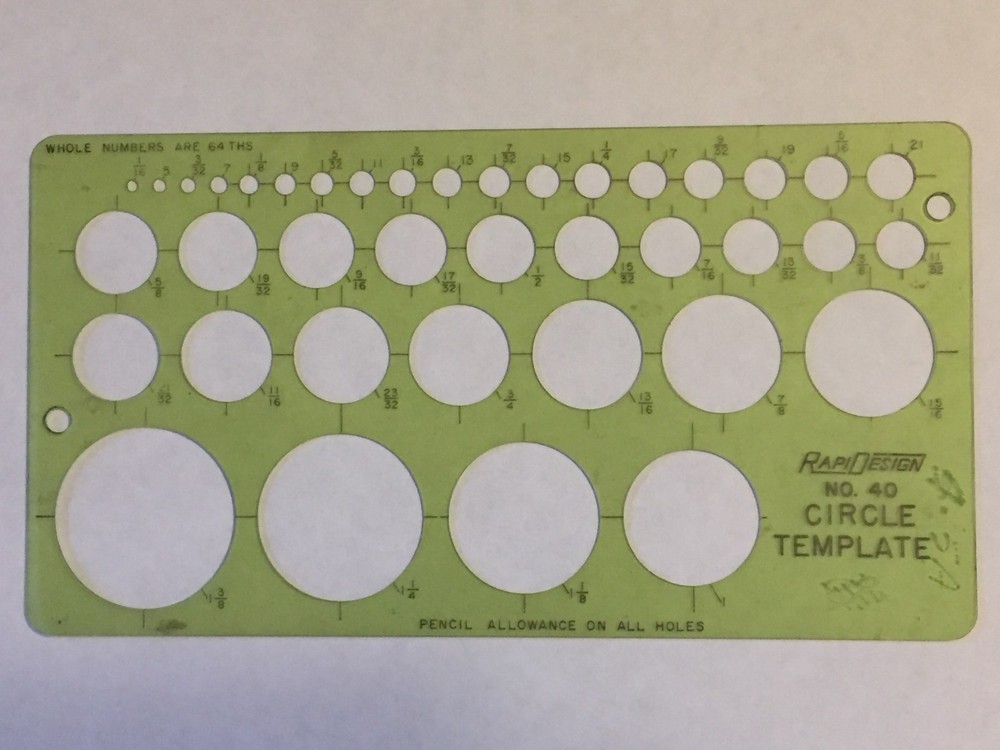 WHOLE NUMBERS ARE 64THS
1/16 5 3/32 7 1/8 9 5/32 11 3/16 13 7/32 15 1/4 17 9/32 19 5/16 21
5/8 19/32 9/16 17/32 1/2 15/32 7/16 13/32 3/8 11/32
21/32 11/16 23/32 3/4 13/16 7/8 15/16
1 3/8 1 1/4 1 1/8 1
RAPIDESIGN
NO. 40
CIRCLE
TEMPLATE
PENCIL ALLOWANCE ON ALL HOLES